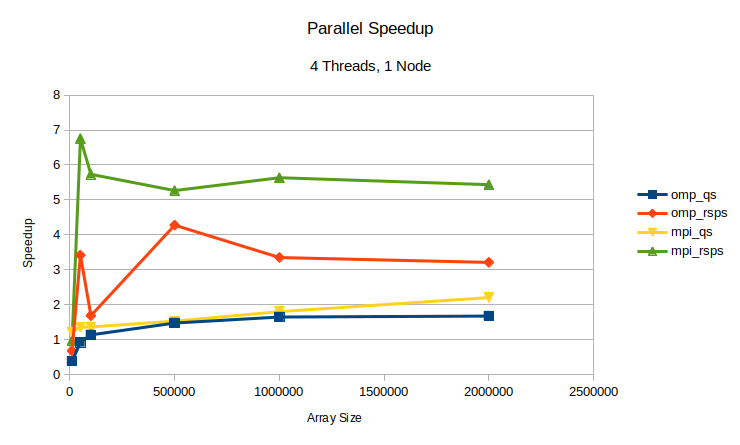 Parallel Speedup
4 Threads, 1 Node
8
7
6
5
4
3
2
1
0
Speedup
0 500000 1000000 1500000 2000000 2500000
Array Size
omp_qs
omp_rsps
mpi_qs
mpi_rsps